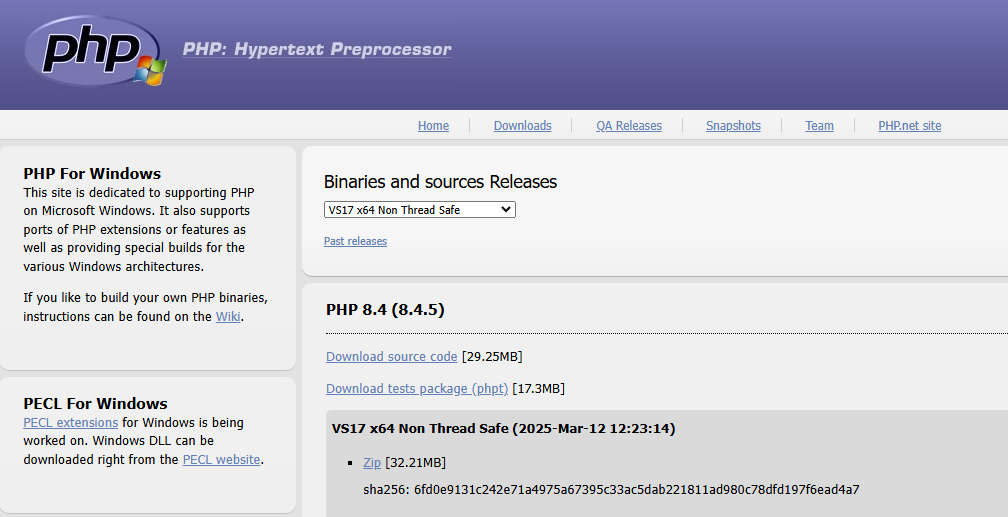 php
PHP: Hypertext Preprocessor
Home
Downloads
QA Releases
Snapshots
Team
PHP.net site
PHP For Windows
This site is dedicated to supporting PHP
on Microsoft Windows. It also supports
ports of PHP extensions or features as
well as providing special builds for the
various Windows architectures.
If you like to build your own PHP binaries,
instructions can be found on the Wiki.
PECL For Windows
PECL extensions for Windows is being
worked on. Windows DLL can be
downloaded right from the PECL website.
Binaries and sources Releases
VS17 x64 Non Thread Safe
Past releases
PHP 8.4 (8.4.5)
Download source code [29.25MB]
Download tests package (phpt) [17.3MB]
VS17 x64 Non Thread Safe (2025-Mar-12 12:23:14)
Zip [32.21MB]
sha256: 6fd0e9131c242e71a4975a67395c33ac5dab221811ad980c78dfd197f6ead4a7